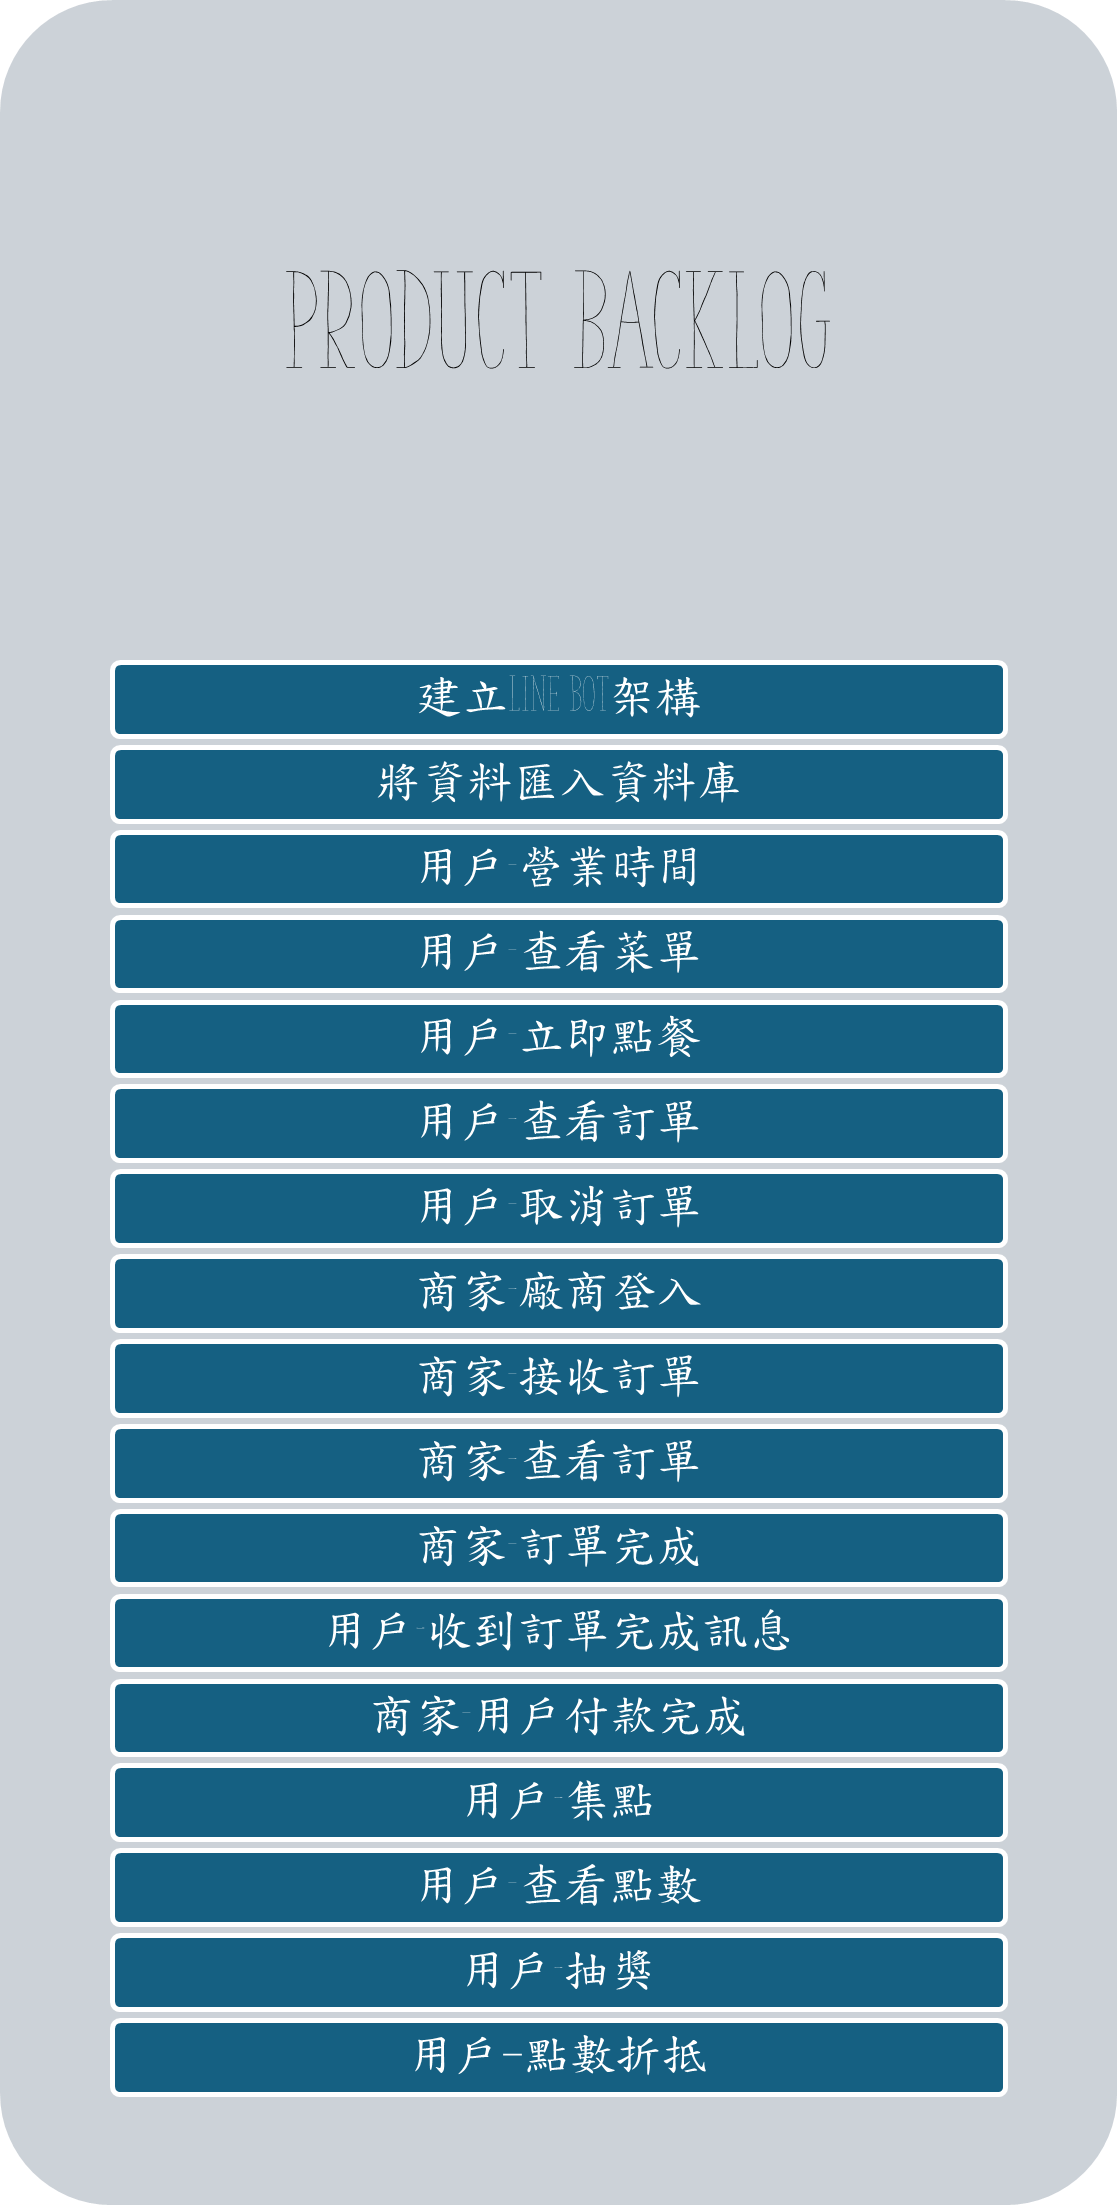 PRODUCT BACKLOG
建立LINE BOT架構
將資料匯入資料庫
用戶-營業時間
用戶-查看菜單
用戶-立即點餐
用戶-查看訂單
用戶-取消訂單
商家-廠商登入
商家-接收訂單
商家-查看訂單
商家-訂單完成
用戶-收到訂單完成訊息
商家-用戶付款完成
用戶-集點
用戶-查看點數
用戶-抽獎
用戶-點數折抵